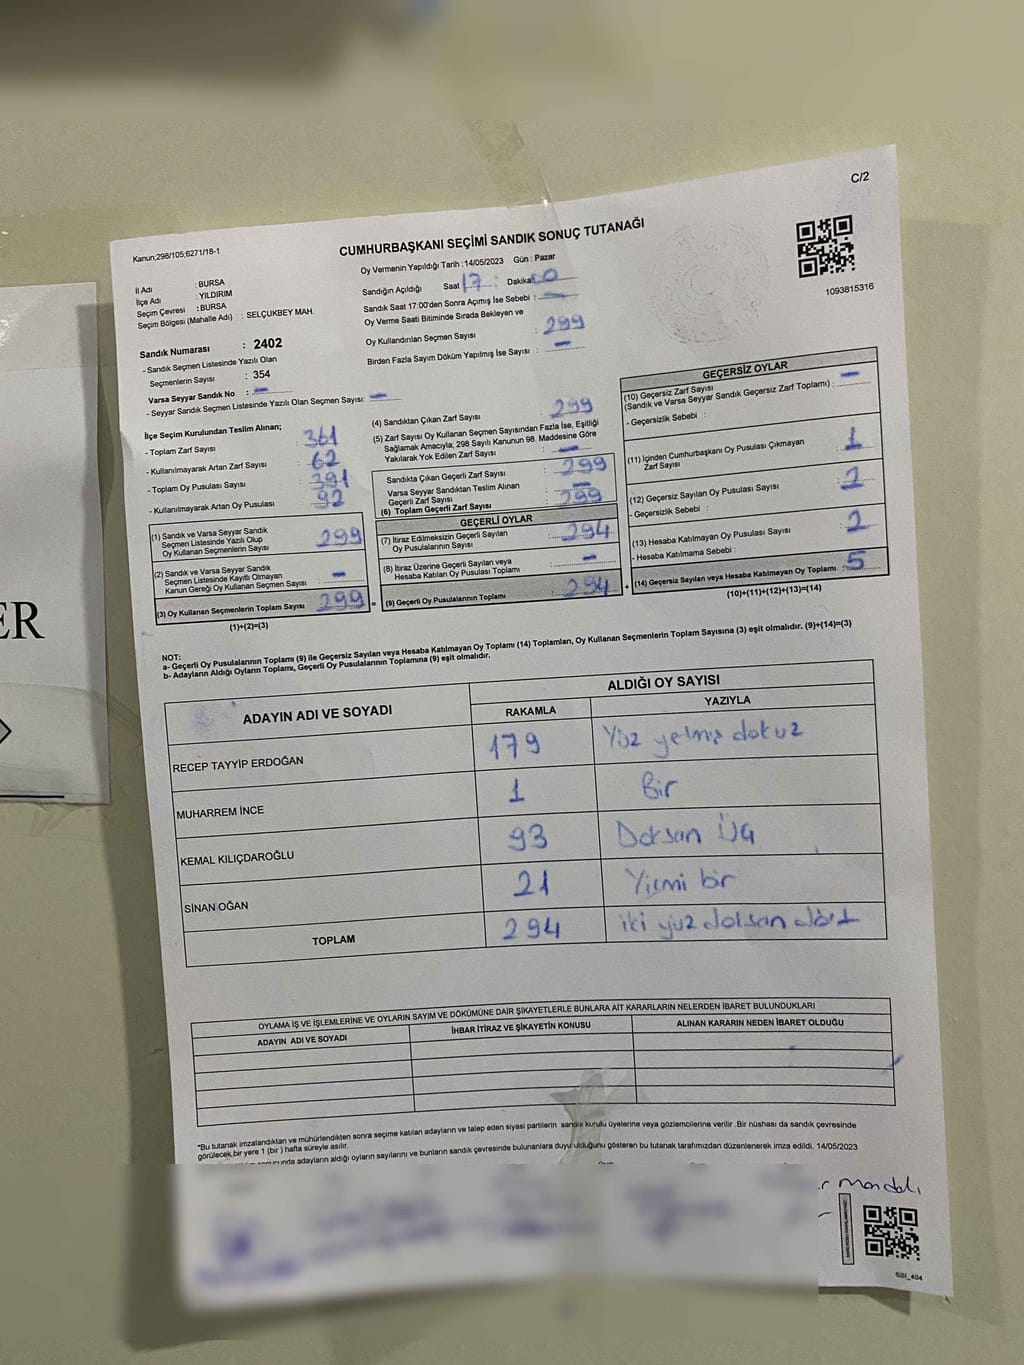 C/2
Kanun;298/105;6271/18-1
CUMHURBAŞKANI SEÇİMİ SANDIK SONUÇ TUTANAĞI
1093815316
İl Adı : BURSA
İlçe Adı : YILDIRIM
Seçim Çevresi : BURSA
Seçim Bölgesi (Mahalle Adı) : SELÇUKBEY MAH.
Oy Vermenin Yapıldığı Tarih : 14/05/2023 Gün : Pazar
Sandığın Açıldığı Saat 17 : Dakika
Sandık Saat 17:00'den Sonra Açılmış İse Sebebi : -
Oy Verme Saati Bitiminde Sırada Bekleyen ve
Oy Kullandırılan Seçmen Sayısı : 299
Birden Fazla Sayım Döküm Yapılmış İse Sayısı : -
Sandık Numarası : 2402
- Sandık Seçmen Listesinde Yazılı Olan
Seçmenlerin Sayısı : 354
Varsa Seyyar Sandık No : -
- Seyyar Sandık Seçmen Listesinde Yazılı Olan Seçmen Sayısı: -
İlçe Seçim Kurulundan Teslim Alınan;
- Toplam Zarf Sayısı : 361
- Kullanılmayarak Artan Zarf Sayısı : 62
- Toplam Oy Pusulası Sayısı : 391
- Kullanılmayarak Artan Oy Pusulası : 92
(1) Sandık ve Varsa Seyyar Sandık
Seçmen Listesinde Yazılı Olup
Oy Kullanan Seçmenlerin Sayısı : 299
(2) Sandık ve Varsa Seyyar Sandık
Seçmen Listesinde Kayıtlı Olmayan
Kanun Gereği Oy Kullanan Seçmen Sayısı : -
(3) Oy Kullanan Seçmenlerin Toplam Sayısı 299 =
(1)+(2)=(3)
(4) Sandıktan Çıkan Zarf Sayısı : 299
(5) Zarf Sayısı Oy Kullanan Seçmen Sayısından Fazla İse, Eşitliği
Sağlamak Amacıyla; 298 Sayılı Kanunun 98. Maddesine Göre
Yakılarak Yok Edilen Zarf Sayısı : -
Sandıkta Çıkan Geçerli Zarf Sayısı : 299
Varsa Seyyar Sandıktan Teslim Alınan
Geçerli Zarf Sayısı : -
(6) Toplam Geçerli Zarf Sayısı : 299
GEÇERLİ OYLAR
(7) İtiraz Edilmeksizin Geçerli Sayılan
Oy Pusulalarının Sayısı : 294
(8) İtiraz Üzerine Geçerli Sayılan veya
Hesaba Katılan Oy Pusulası Toplamı : -
(9) Geçerli Oy Pusulalarının Toplamı : 294 +
GEÇERSİZ OYLAR
(10) Geçersiz Zarf Sayısı
(Sandık ve Varsa Seyyar Sandık Geçersiz Zarf Toplamı) : -
- Geçersizlik Sebebi :
(11) İçinden Cumhurbaşkanı Oy Pusulası Çıkmayan
Zarf Sayısı : 1
(12) Geçersiz Sayılan Oy Pusulası Sayısı : 2
- Geçersizlik Sebebi :
(13) Hesaba Katılmayan Oy Pusulası Sayısı : 2
- Hesaba Katılmama Sebebi :
(14) Geçersiz Sayılan veya Hesaba Katılmayan Oy Toplamı : 5
(10)+(11)+(12)+(13)=(14)
NOT:
a- Geçerli Oy Pusulalarının Toplamı (9) ile Geçersiz Sayılan veya Hesaba Katılmayan Oy Toplamı (14) Toplamları, Oy Kullanan Seçmenlerin Toplam Sayısına (3) eşit olmalıdır. (9)+(14)=(3)
b- Adayların Aldığı Oyların Toplamı, Geçerli Oy Pusulalarının Toplamına (9) eşit olmalıdır.
ADAYIN ADI VE SOYADI
ALDIĞI OY SAYISI
RAKAMLA YAZIYLA
RECEP TAYYİP ERDOĞAN 179 Yüz yetmiş dokuz
MUHARREM İNCE 1 Bir
KEMAL KILIÇDAROĞLU 93 Doksan Üç
SİNAN OĞAN 21 Yirmi bir
TOPLAM 294 iki yüz doksan dört
OYLAMA İŞ VE İŞLEMLERİNE VE OYLARIN SAYIM VE DÖKÜMÜNE DAİR ŞİKAYETLERLE BUNLARA AİT KARARLARIN NELERDEN İBARET BULUNDUKLARI
ADAYIN ADI VE SOYADI İHBAR İTİRAZ VE ŞİKAYETİN KONUSU ALINAN KARARIN NEDEN İBARET OLDUĞU
*Bu tutanak imzalandıktan ve mühürlendikten sonra seçime katılan adayların ve talep eden siyasi partilerin sandık kurulu üyelerine veya gözlemcilerine verilir .Bir nüshası da sandık çevresinde
görülecek bir yere 1 (bir ) hafta süreyle asılır.
adayların aldığı oyların sayılarını ve bunların sandık çevresinde bulunanlara duyurulduğunu gösteren bu tutanak tarafımızdan düzenlenerek imza edildi. 14/05/2023
SSI_404
ER